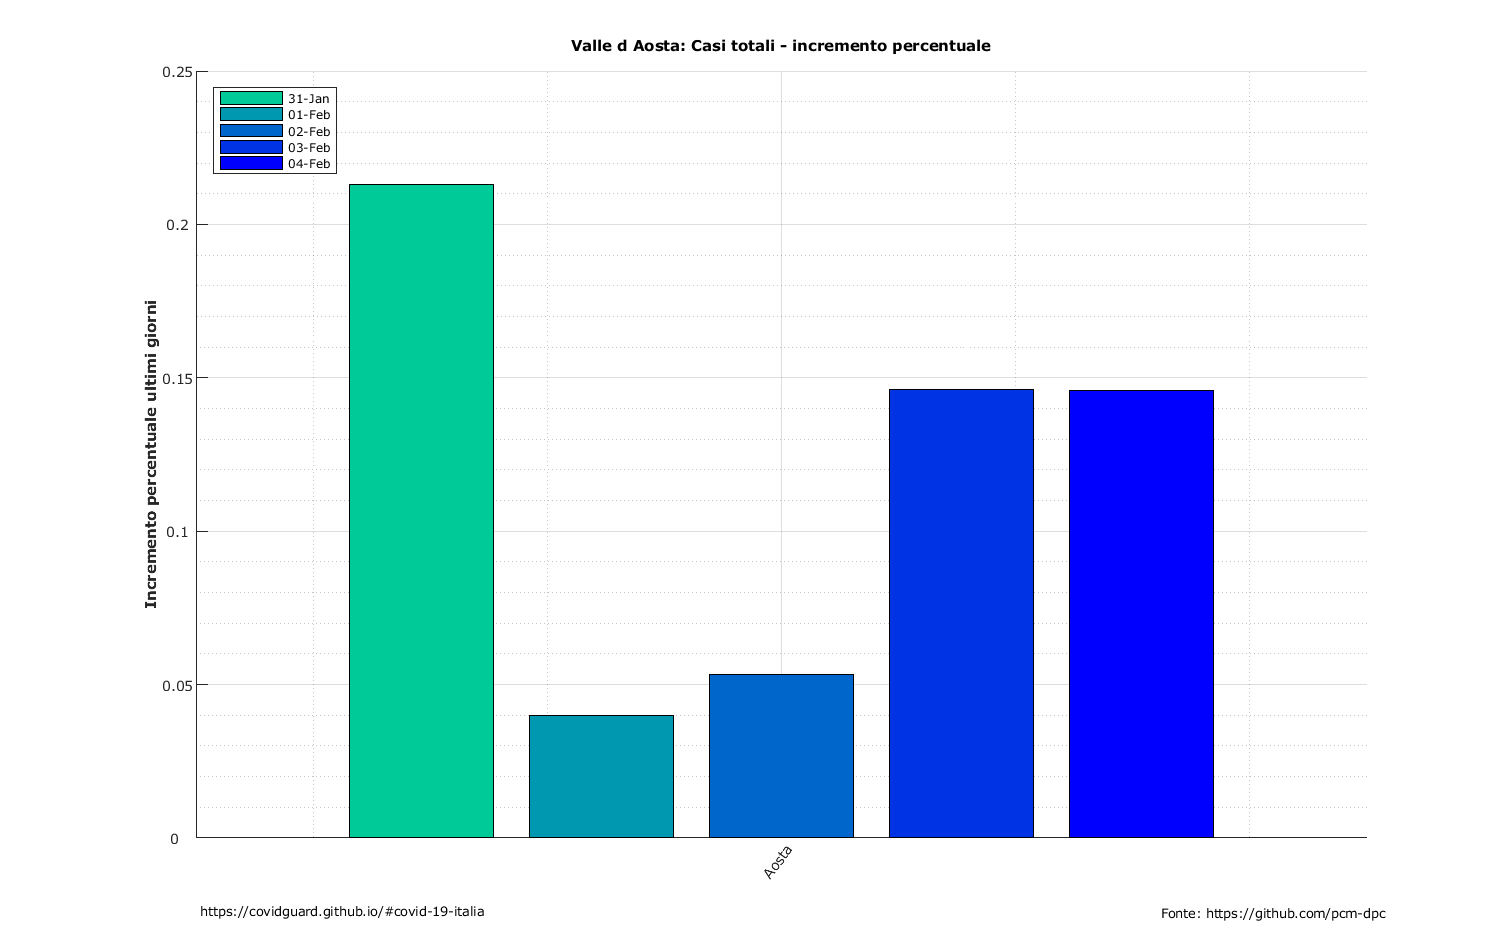 Valle d Aosta: Casi totali - incremento percentuale
0.25
0.2
0.15
0.1
0.05
0
Incremento percentuale ultimi giorni
31-Jan
01-Feb
02-Feb
03-Feb
04-Feb
Aosta
https://covidguard.github.io/#covid-19-italia
Fonte: https://github.com/pcm-dpc